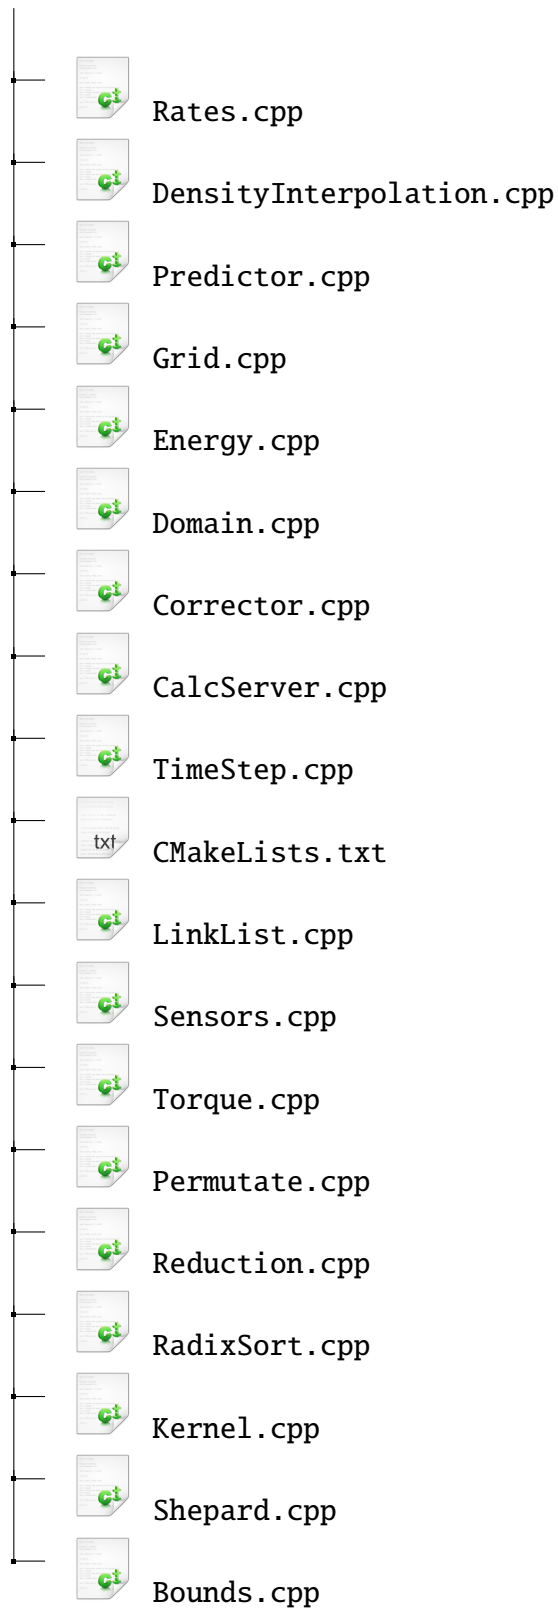 Rates.cpp
DensityInterpolation.cpp
Predictor.cpp
Grid.cpp
Energy.cpp
Domain.cpp
Corrector.cpp
CalcServer.cpp
TimeStep.cpp
txt
CMakeLists.txt
LinkList.cpp
Sensors.cpp
Torque.cpp
Permutate.cpp
Reduction.cpp
RadixSort.cpp
Kernel.cpp
Shepard.cpp
Bounds.cpp